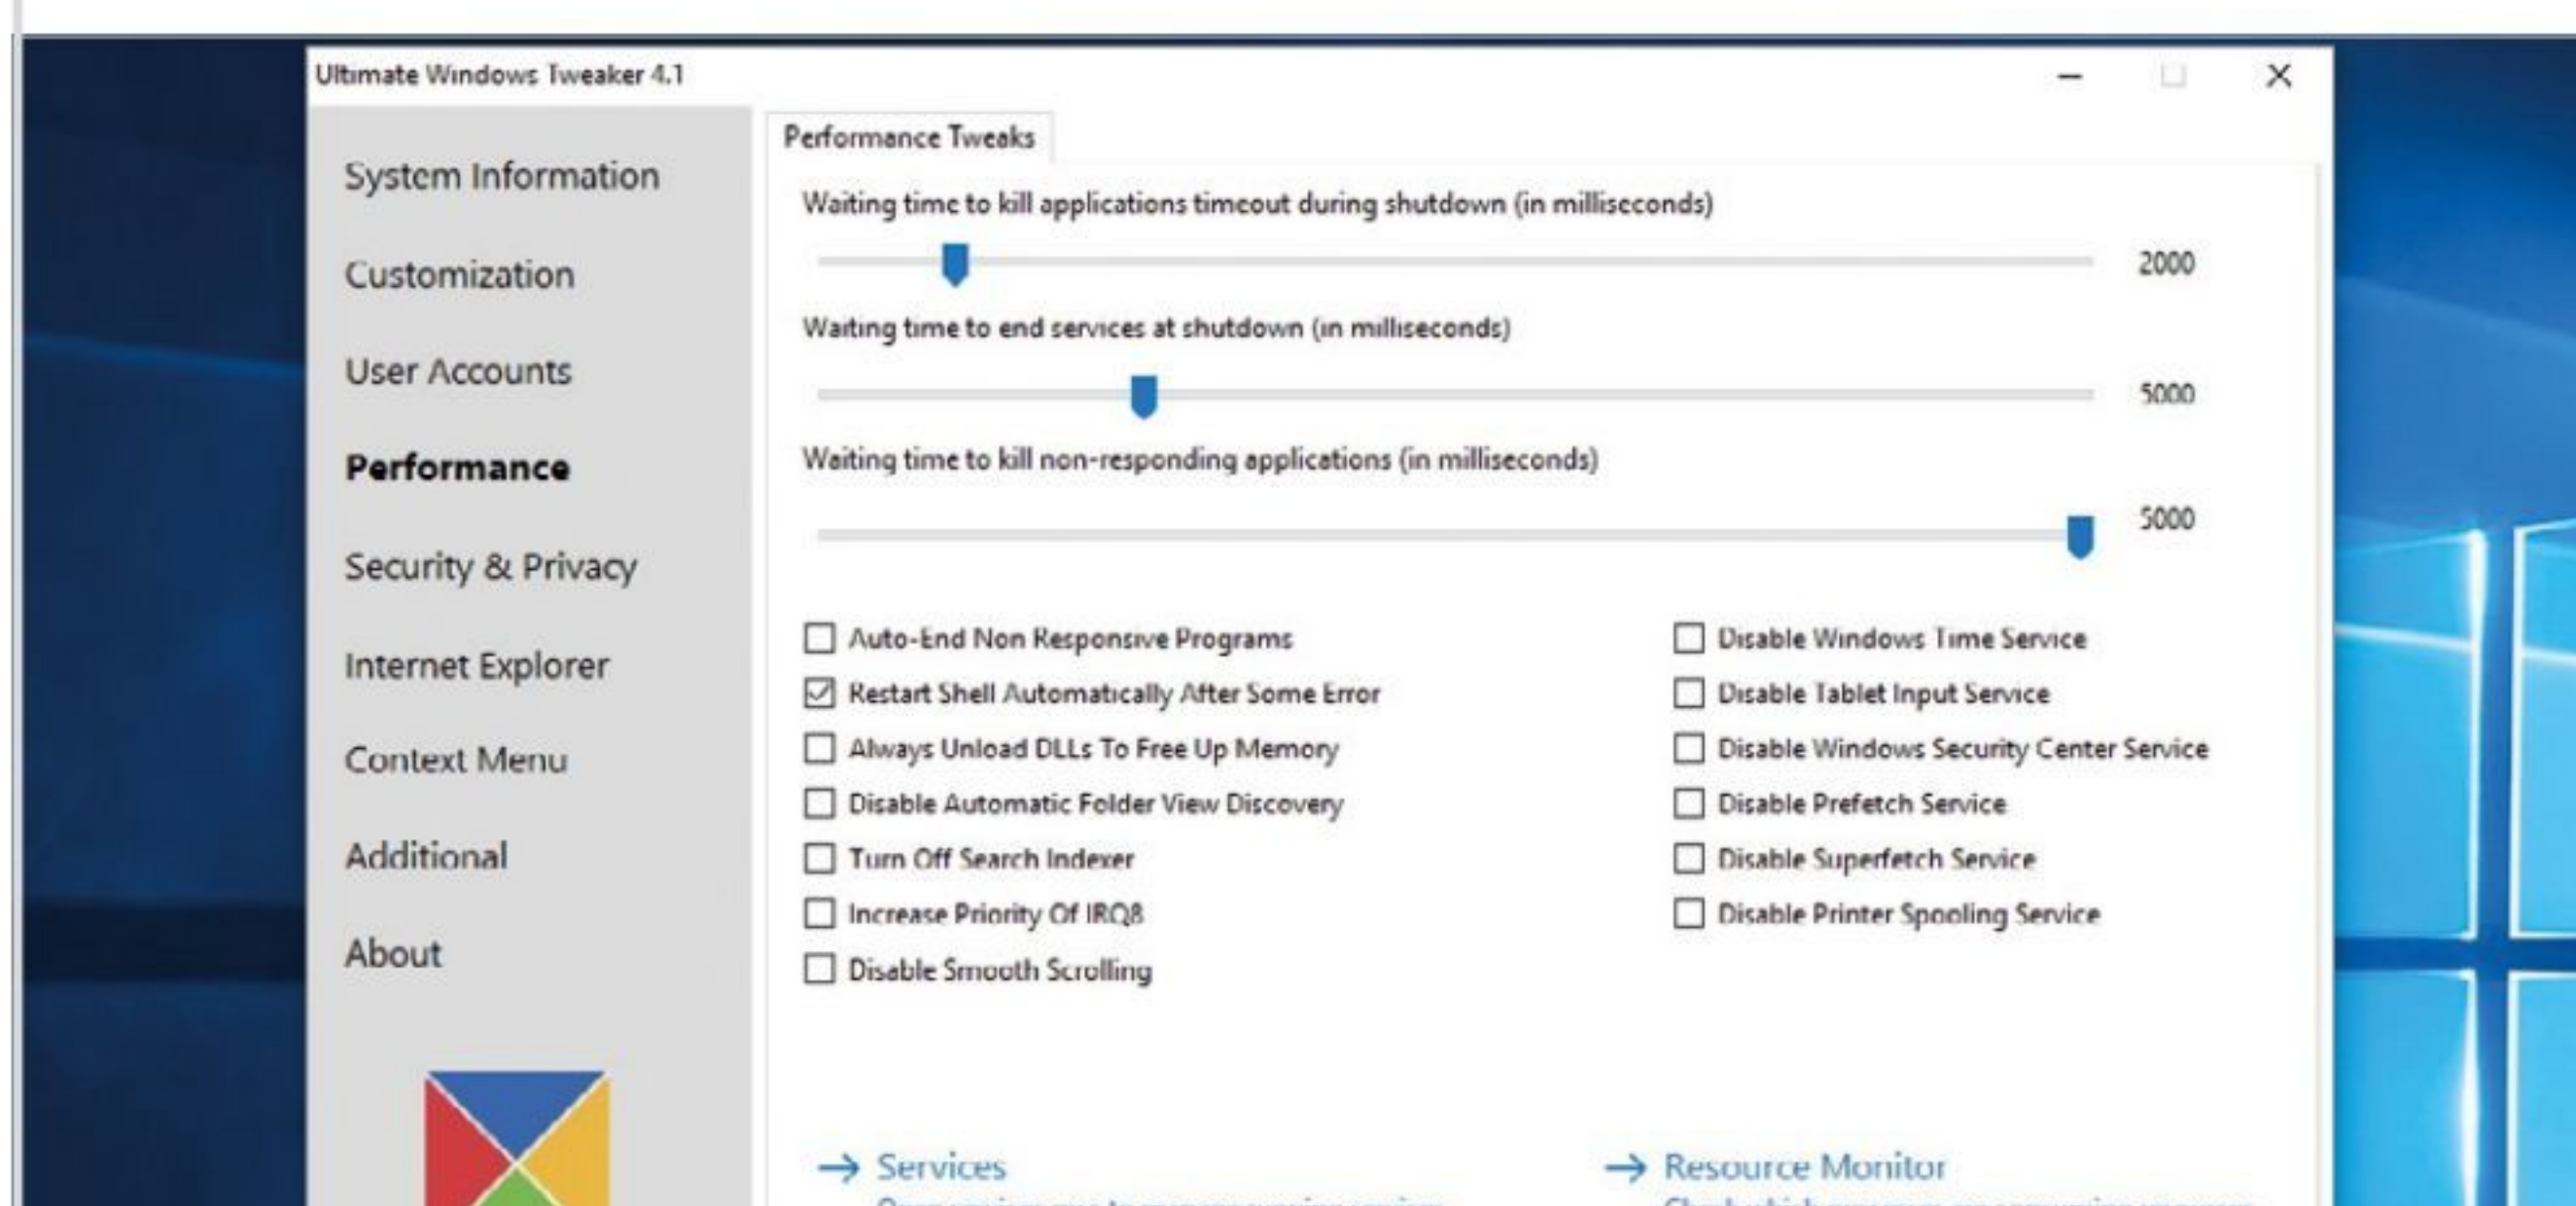 Ultimate Windows Tweaker 4.1
System Information
Customization
User Accounts
Performance
Security & Privacy
Internet Explorer
Context Menu
Additional
About
Performance Tweaks
Waiting time to kill applications timeout during shutdown (in milliseconds)
2000
Waiting time to end services at shutdown (in milliseconds)
5000
Waiting time to kill non-responding applications (in milliseconds)
5000
Auto-End Non Responsive Programs
Restart Shell Automatically After Some Error
Always Unload DLLs To Free Up Memory
Disable Automatic Folder View Discovery
Turn Off Search Indexer
Increase Priority Of IRQ8
Disable Smooth Scrolling
Disable Windows Time Service
Disable Tablet Input Service
Disable Windows Security Center Service
Disable Prefetch Service
Disable Superfetch Service
Disable Printer Spooling Service
Services
Resource Monitor